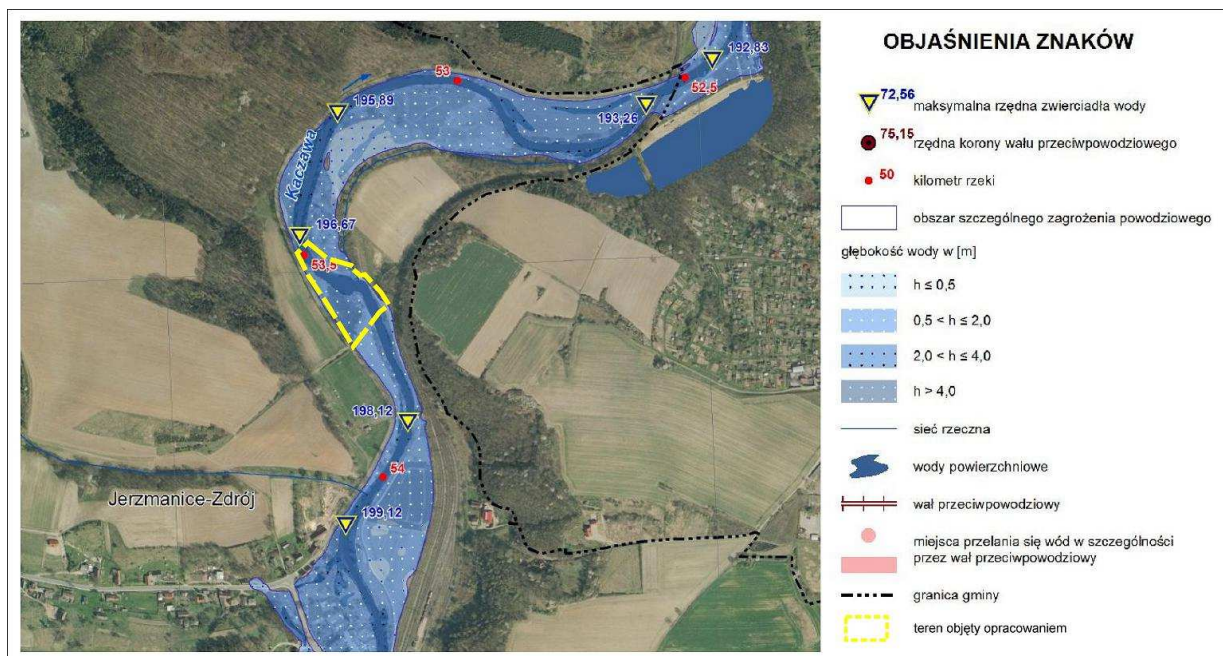 192,83
53
52,5
195,89
193,26
Kaczawa
196,67
53,5
198,12
54
Jerzmanice-Zdrój
199,12
OBJAŚNIENIA ZNAKÓW
72,56
maksymalna rzędna zwierciadła wody
75,15
rzędna korony wału przeciwpowodziowego
50
kilometr rzeki
obszar szczególnego zagrożenia powodziowego
głębokość wody w [m]
h ≤ 0,5
0,5 < h ≤ 2,0
2,0 < h ≤ 4,0
h > 4,0
sieć rzeczna
wody powierzchniowe
wał przeciwpowodziowy
miejsca przelania się wód w szczególności
przez wał przeciwpowodziowy
granica gminy
teren objęty opracowaniem